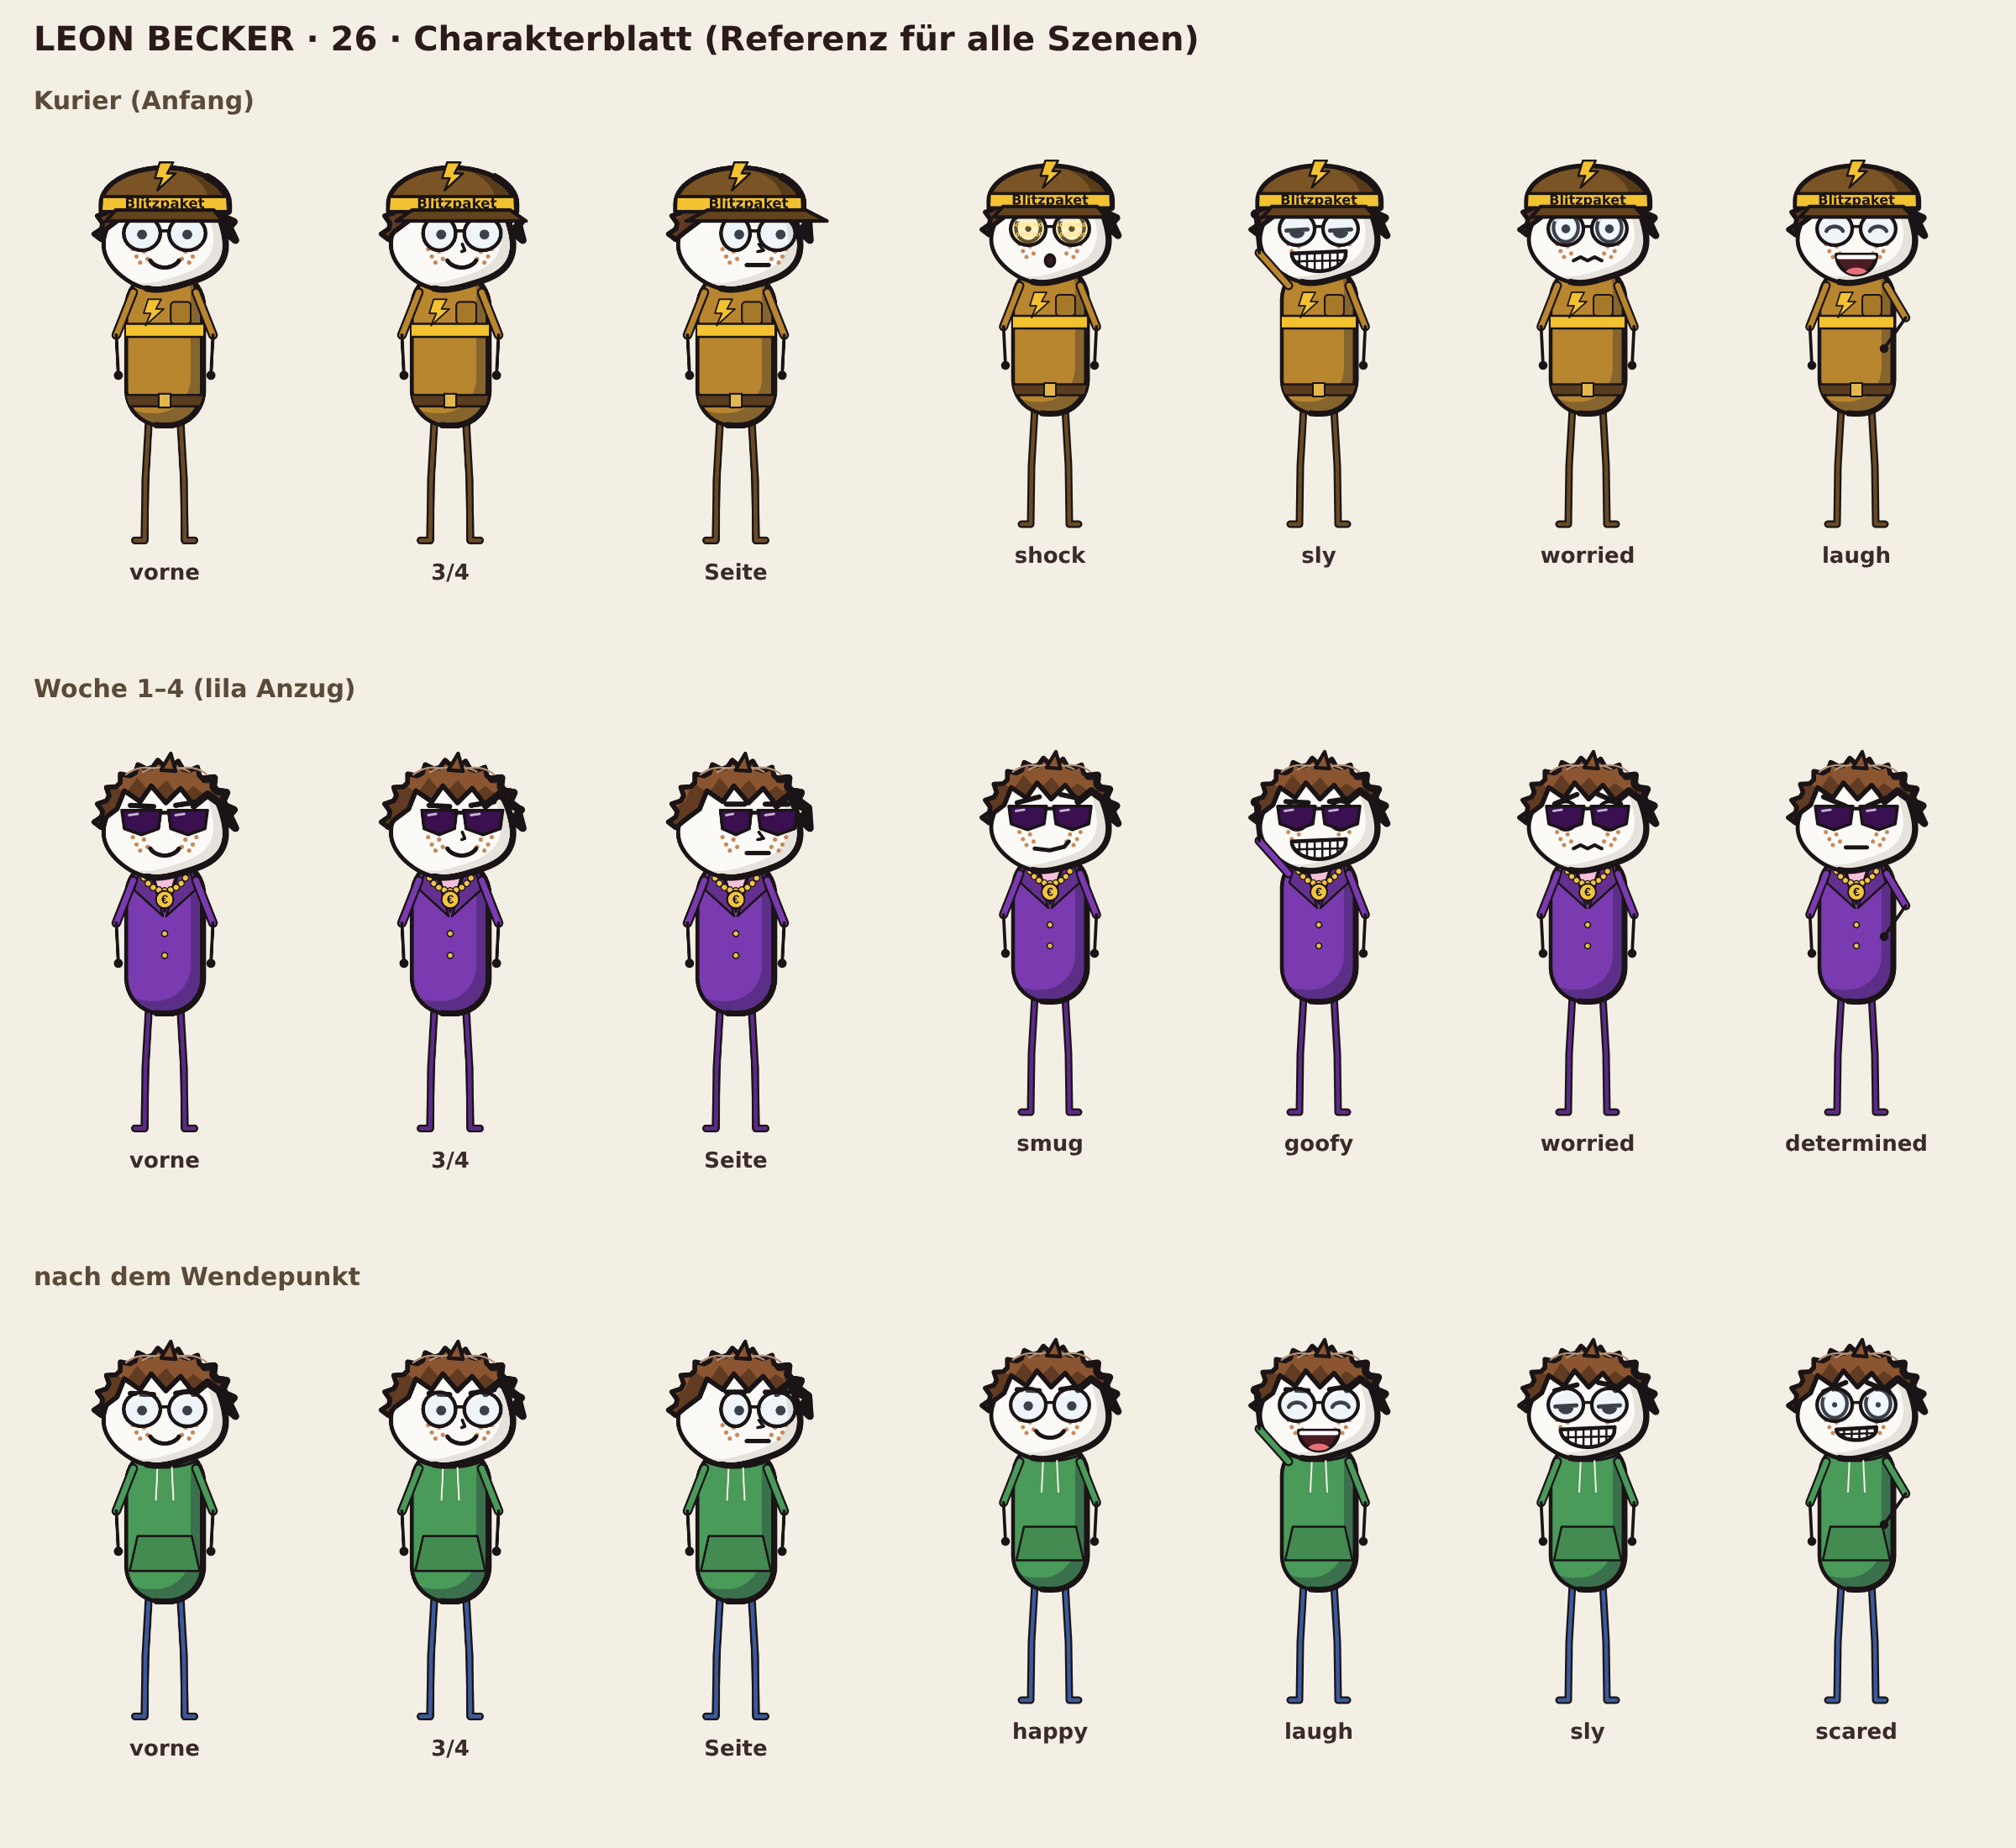 LEON BECKER · 26 · Charakterblatt (Referenz für alle Szenen)
Kurier (Anfang)
Blitzpaket Blitzpaket Blitzpaket Blitzpaket Blitzpaket Blitzpaket Blitzpaket
vorne 3/4 Seite shock sly worried laugh
Woche 1–4 (lila Anzug)
€ € € € € € €
vorne 3/4 Seite smug goofy worried determined
nach dem Wendepunkt
vorne 3/4 Seite happy laugh sly scared